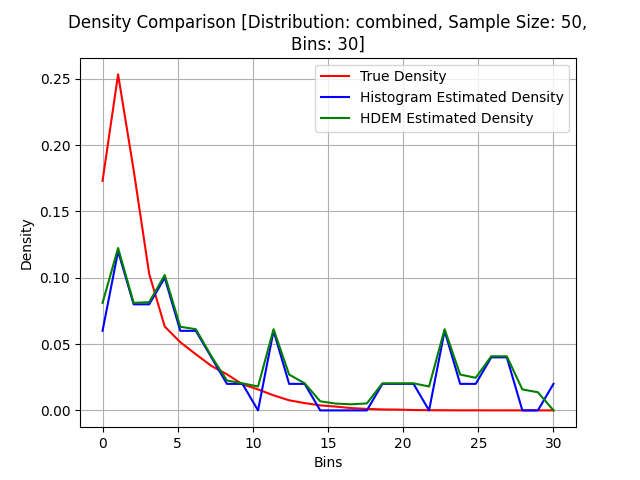 Density Comparison [Distribution: combined, Sample Size: 50,
Bins: 30]
True Density
Histogram Estimated Density
HDEM Estimated Density
Density
0.25
0.20
0.15
0.10
0.05
0.00
0 5 10 15 20 25 30
Bins